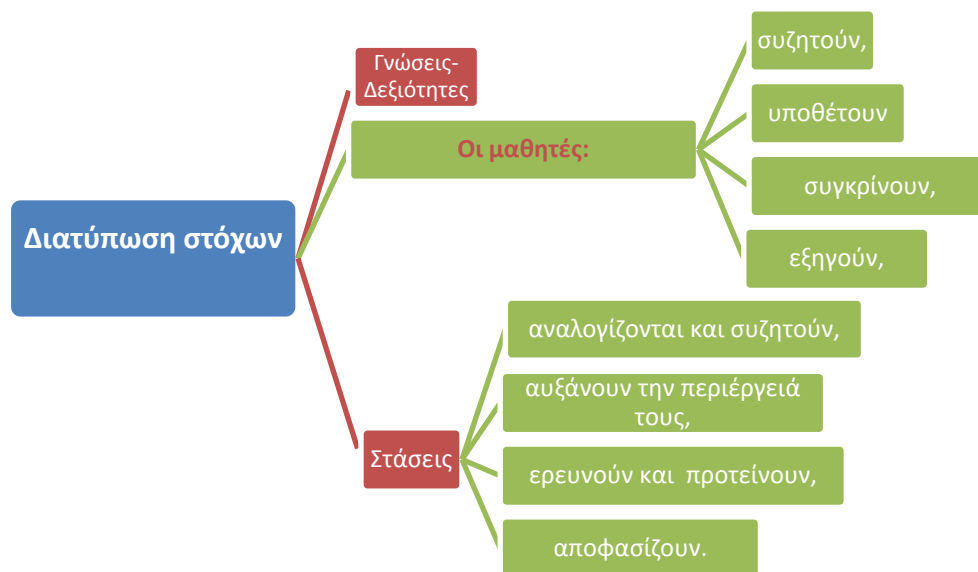 Διατύπωση στόχων
Γνώσεις-
Δεξιότητες
Οι μαθητές:
συζητούν,
υποθέτουν
συγκρίνουν,
εξηγούν,
Στάσεις
αναλογίζονται και συζητούν,
αυξάνουν την περιέργειά
τους,
ερευνούν και προτείνουν,
αποφασίζουν.